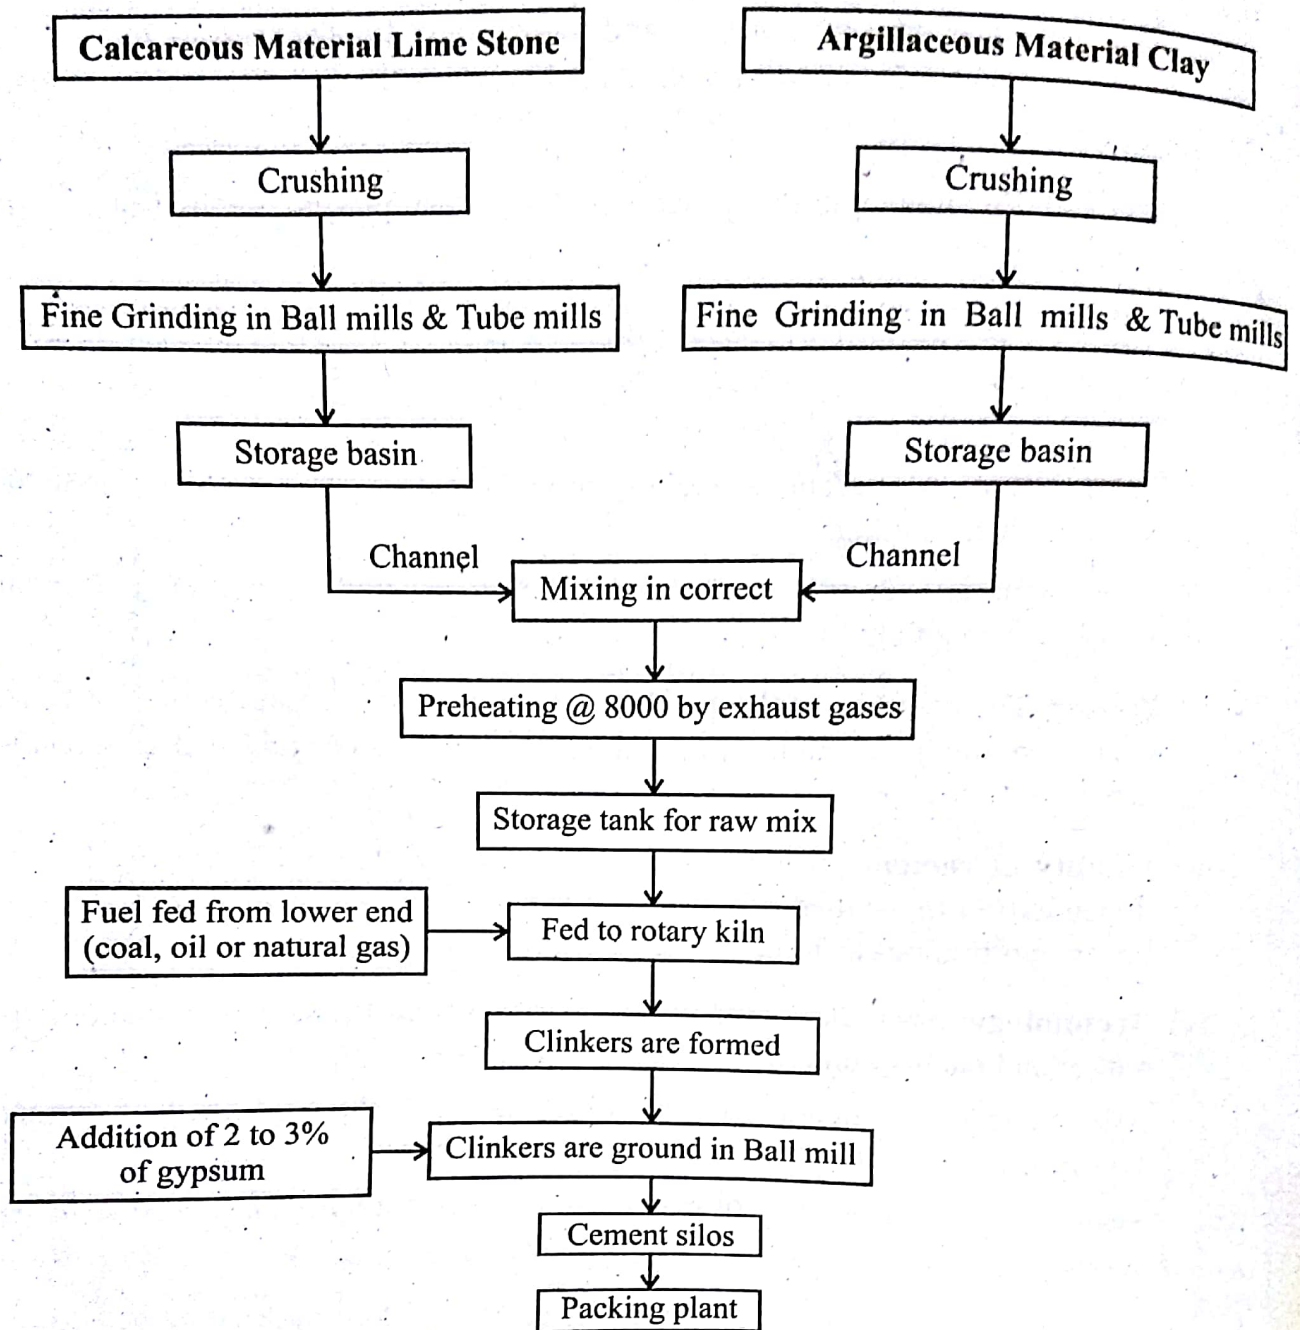 Calcareous Material Lime Stone
Argillaceous Material Clay
Crushing
Crushing
Fine Grinding in Ball mills & Tube mills
Fine Grinding in Ball mills & Tube mills
Storage basin
Storage basin
Channel
Channel
Mixing in correct
Preheating @ 8000 by exhaust gases
Storage tank for raw mix
Fuel fed from lower end
(coal, oil or natural gas)
Fed to rotary kiln
Clinkers are formed
Addition of 2 to 3%
of gypsum
Clinkers are ground in Ball mill
Cement silos
Packing plant